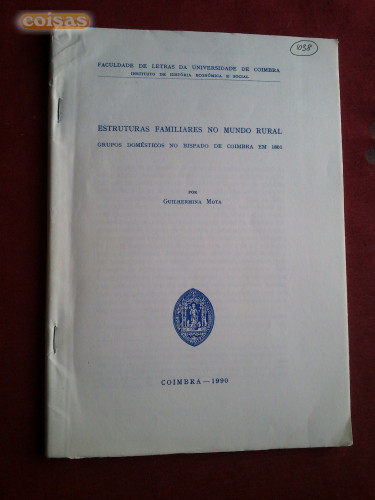 coisas
1038
FACULDADE DE LETRAS DA UNIVERSIDADE DE COIMBRA
INSTITUTO DE HISTÓRIA ECONÓMICA E SOCIAL
ESTRUTURAS FAMILIARES NO MUNDO RURAL
GRUPOS DOMÉSTICOS NO BISPADO DE COIMBRA EM 1801
POR
GUILHERMINA MOTA
COIMBRA — 1990